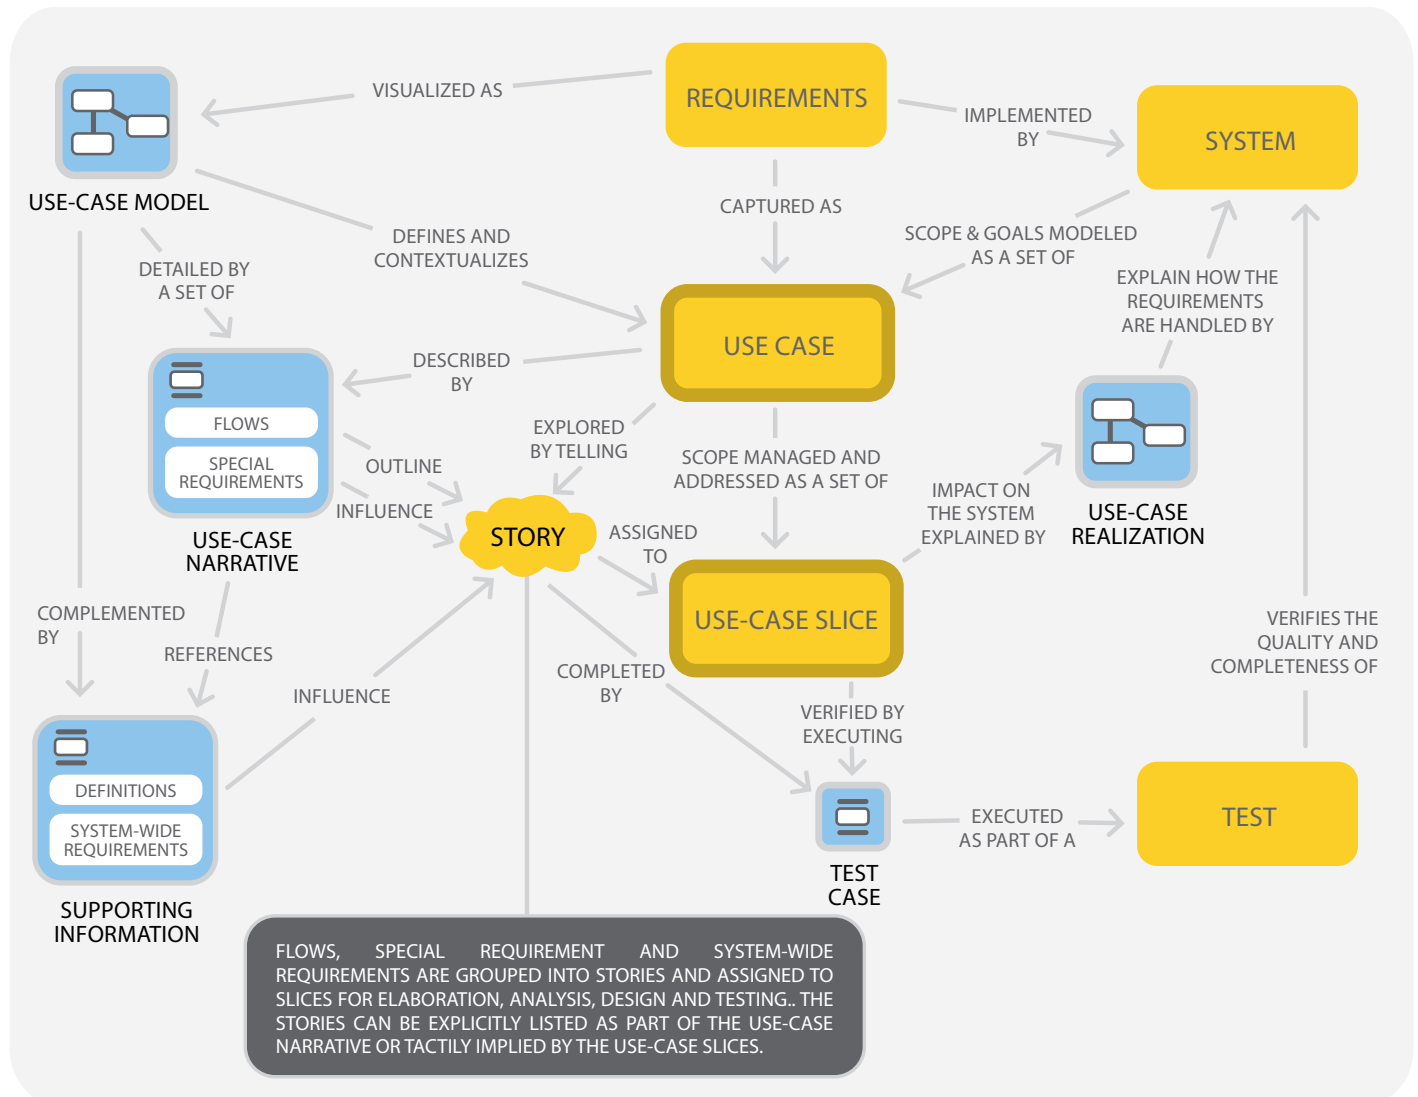 REQUIREMENTS
VISUALIZED AS
IMPLEMENTED
BY
SYSTEM
USE-CASE MODEL
CAPTURED AS
DEFINES AND
CONTEXTUALIZES
SCOPE & GOALS MODELED
AS A SET OF
DETAILED BY
A SET OF
EXPLAIN HOW THE
REQUIREMENTS
ARE HANDLED BY
USE CASE
DESCRIBED
BY
FLOWS
SPECIAL
REQUIREMENTS
USE-CASE
NARRATIVE
EXPLORED
BY TELLING
OUTLINE
INFLUENCE
SCOPE MANAGED AND
ADDRESSED AS A SET OF
IMPACT ON
THE SYSTEM
EXPLAINED BY
USE-CASE
REALIZATION
STORY
ASSIGNED
TO
USE-CASE SLICE
COMPLEMENTED
BY
REFERENCES
INFLUENCE
COMPLETED
BY
VERIFIED BY
EXECUTING
VERIFIES THE
QUALITY AND
COMPLETENESS OF
DEFINITIONS
SYSTEM-WIDE
REQUIREMENTS
SUPPORTING
INFORMATION
TEST
CASE
EXECUTED
AS PART OF A
TEST
FLOWS, SPECIAL REQUIREMENT AND SYSTEM-WIDE
REQUIREMENTS ARE GROUPED INTO STORIES AND ASSIGNED TO
SLICES FOR ELABORATION, ANALYSIS, DESIGN AND TESTING.. THE
STORIES CAN BE EXPLICITLY LISTED AS PART OF THE USE-CASE
NARRATIVE OR TACTILY IMPLIED BY THE USE-CASE SLICES.